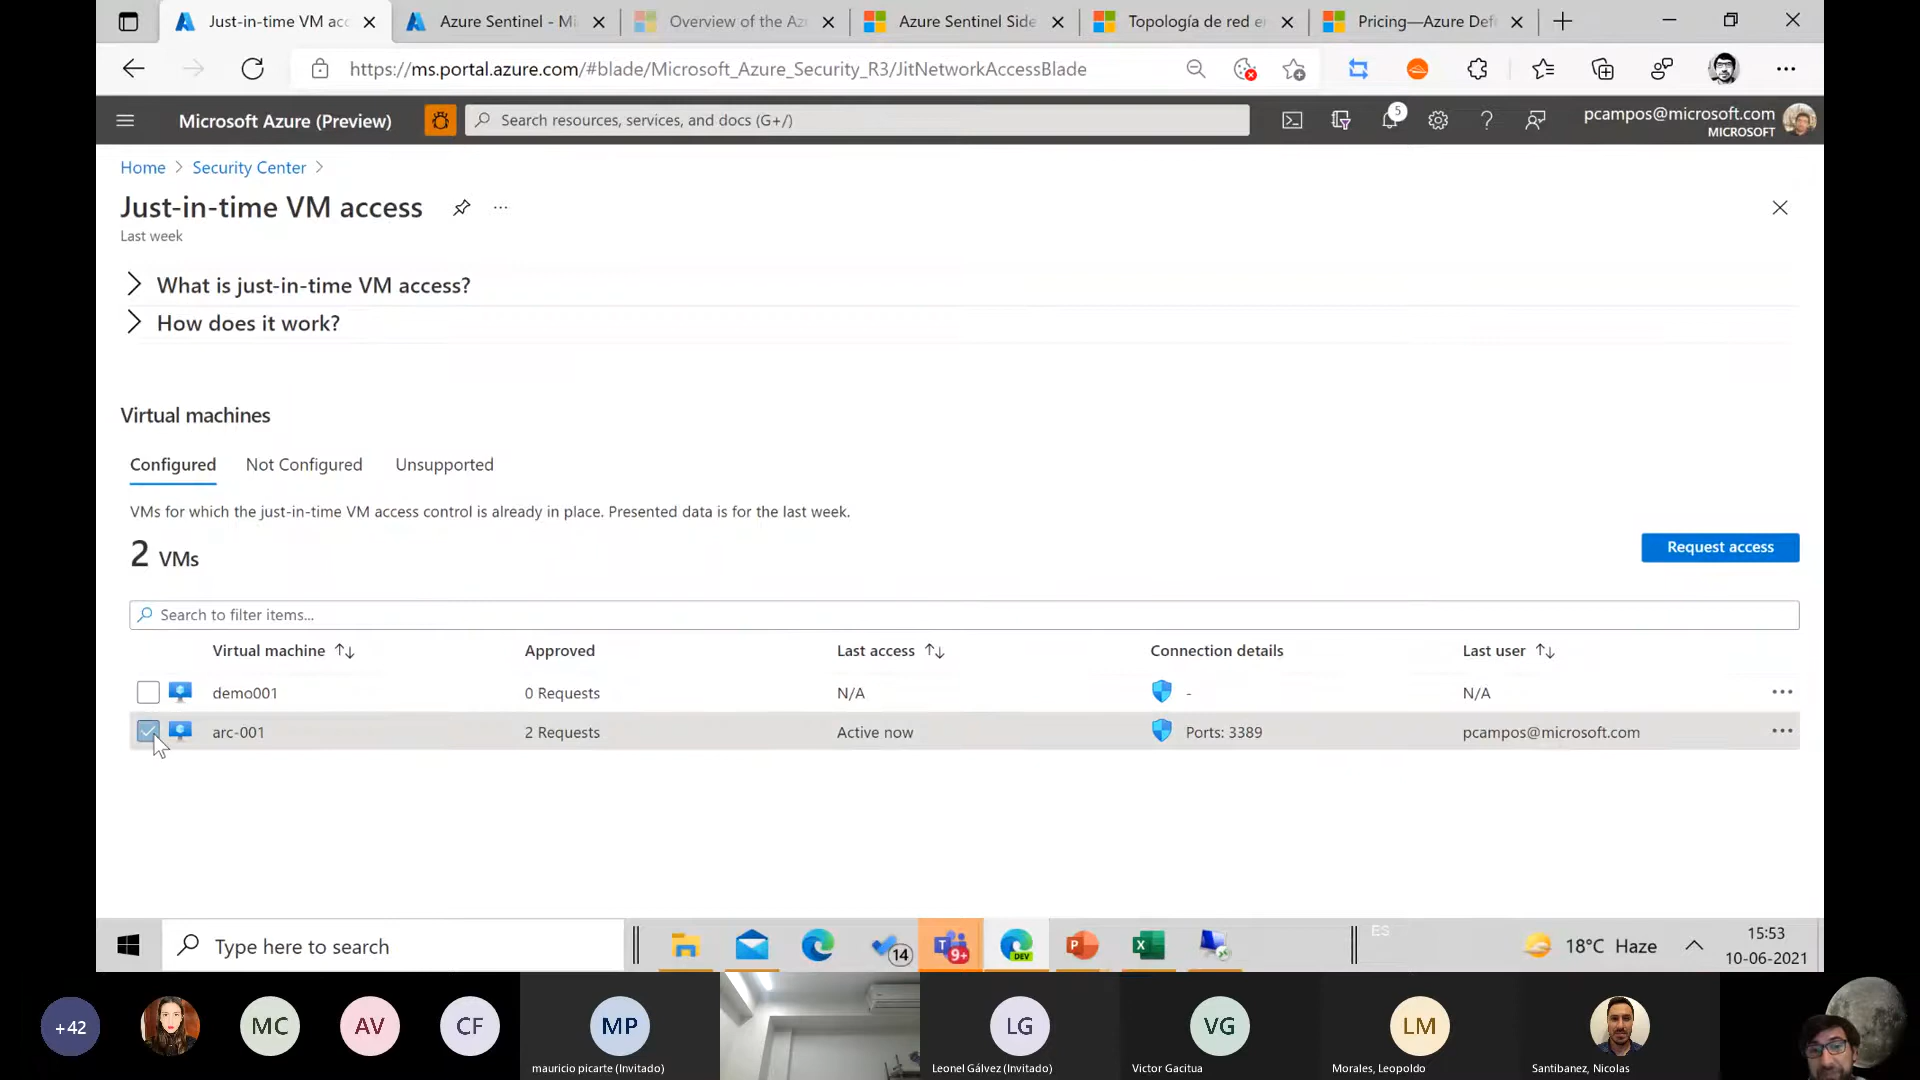 Just-in-time VM acc
Azure Sentinel - Mi
Overview of the Az
Azure Sentinel Side
Topología de red e
Pricing—Azure Def
https://ms.portal.azure.com/#blade/Microsoft_Azure_Security_R3/JitNetworkAccessBlade
Microsoft Azure (Preview)
Search resources, services, and docs (G+/)
5
pcampos@microsoft.com
MICROSOFT
Home > Security Center >
Just-in-time VM access
Last week
What is just-in-time VM access?
How does it work?
Virtual machines
Configured Not Configured Unsupported
VMs for which the just-in-time VM access control is already in place. Presented data is for the last week.
2 VMs
Request access
Search to filter items...
Virtual machine Approved Last access Connection details Last user
demo001 0 Requests N/A - N/A
arc-001 2 Requests Active now Ports: 3389 pcampos@microsoft.com
Type here to search
14
T
9+
DEV
P
X
ES
18°C Haze
15:53
10-06-2021
+42
MC
AV
CF
MP
mauricio picarte (Invitado)
LG
Leonel Gálvez (Invitado)
VG
Victor Gacitua
LM
Morales, Leopoldo
Santibanez, Nicolas